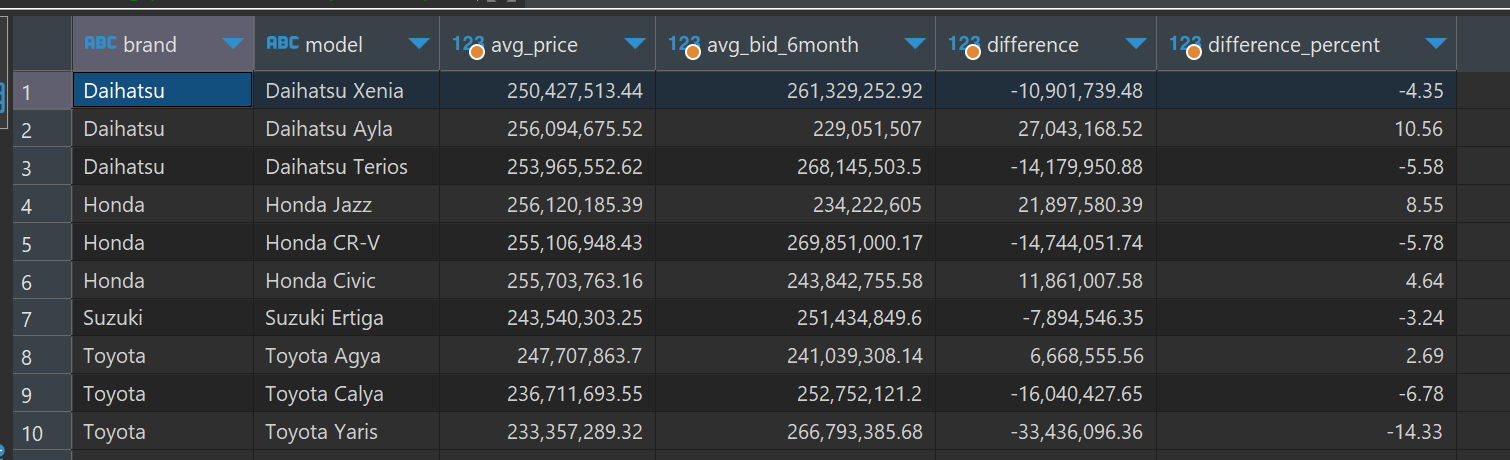 ABC brand ABC model 123 avg_price 123 avg_bid_6month 123 difference 123 difference_percent
1 Daihatsu Daihatsu Xenia 250,427,513.44 261,329,252.92 -10,901,739.48 -4.35
2 Daihatsu Daihatsu Ayla 256,094,675.52 229,051,507 27,043,168.52 10.56
3 Daihatsu Daihatsu Terios 253,965,552.62 268,145,503.5 -14,179,950.88 -5.58
4 Honda Honda Jazz 256,120,185.39 234,222,605 21,897,580.39 8.55
5 Honda Honda CR-V 255,106,948.43 269,851,000.17 -14,744,051.74 -5.78
6 Honda Honda Civic 255,703,763.16 243,842,755.58 11,861,007.58 4.64
7 Suzuki Suzuki Ertiga 243,540,303.25 251,434,849.6 -7,894,546.35 -3.24
8 Toyota Toyota Agya 247,707,863.7 241,039,308.14 6,668,555.56 2.69
9 Toyota Toyota Calya 236,711,693.55 252,752,121.2 -16,040,427.65 -6.78
10 Toyota Toyota Yaris 233,357,289.32 266,793,385.68 -33,436,096.36 -14.33